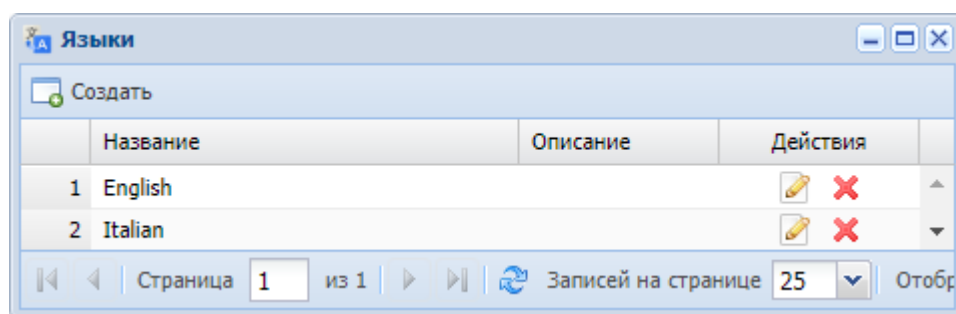 Языки
Создать
Название Описание Действия
1 English
2 Italian
Страница 1 из 1 Записей на странице 25 Отобр